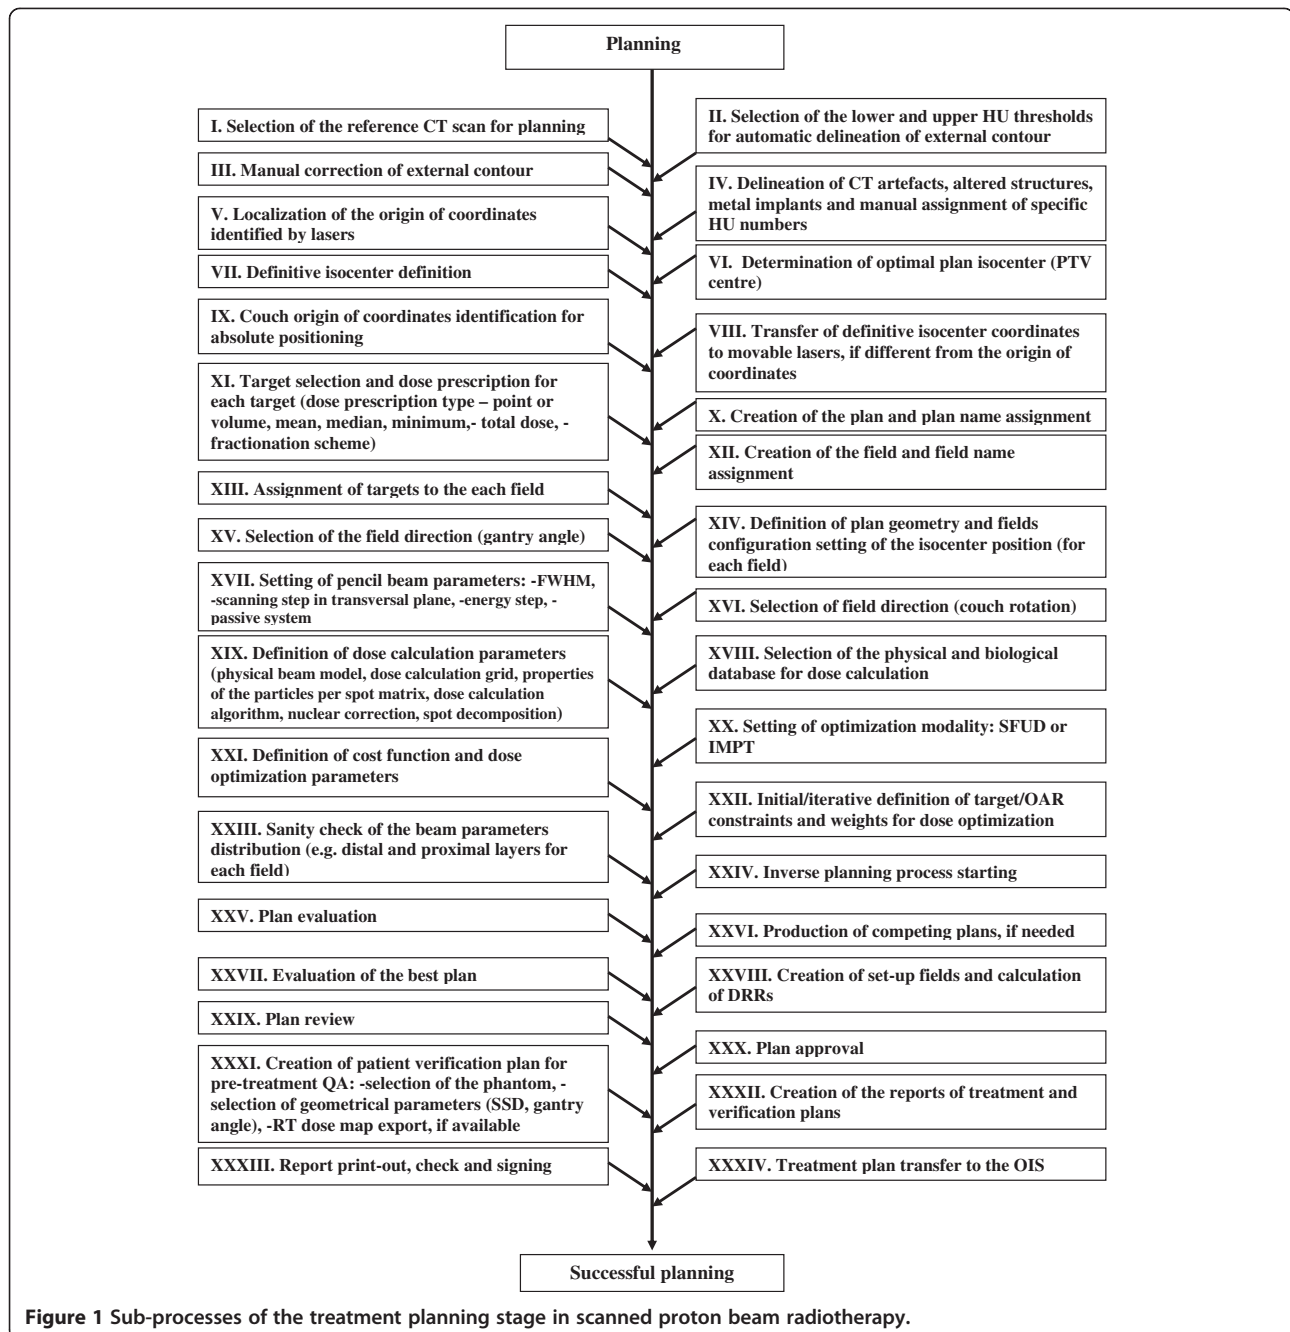 Planning
I. Selection of the reference CT scan for planning
II. Selection of the lower and upper HU thresholds
for automatic delineation of external contour
III. Manual correction of external contour
IV. Delineation of CT artefacts, altered structures,
metal implants and manual assignment of specific
HU numbers
V. Localization of the origin of coordinates
identified by lasers
VI. Determination of optimal plan isocenter (PTV
centre)
VII. Definitive isocenter definition
VIII. Transfer of definitive isocenter coordinates
to movable lasers, if different from the origin of
coordinates
IX. Couch origin of coordinates identification for
absolute positioning
X. Creation of the plan and plan name assignment
XI. Target selection and dose prescription for
each target (dose prescription type – point or
volume, mean, median, minimum,- total dose, -
fractionation scheme)
XII. Creation of the field and field name
assignment
XIII. Assignment of targets to the each field
XIV. Definition of plan geometry and fields
configuration setting of the isocenter position (for
each field)
XV. Selection of the field direction (gantry angle)
XVI. Selection of field direction (couch rotation)
XVII. Setting of pencil beam parameters: -FWHM,
-scanning step in transversal plane, -energy step, -
passive system
XVIII. Selection of the physical and biological
database for dose calculation
XIX. Definition of dose calculation parameters
(physical beam model, dose calculation grid, properties
of the particles per spot matrix, dose calculation
algorithm, nuclear correction, spot decomposition)
XX. Setting of optimization modality: SFUD or
IMPT
XXI. Definition of cost function and dose
optimization parameters
XXII. Initial/iterative definition of target/OAR
constraints and weights for dose optimization
XXIII. Sanity check of the beam parameters
distribution (e.g. distal and proximal layers for
each field)
XXIV. Inverse planning process starting
XXV. Plan evaluation
XXVI. Production of competing plans, if needed
XXVII. Evaluation of the best plan
XXVIII. Creation of set-up fields and calculation
of DRRs
XXIX. Plan review
XXX. Plan approval
XXXI. Creation of patient verification plan for
pre-treatment QA: -selection of the phantom, -
selection of geometrical parameters (SSD, gantry
angle), -RT dose map export, if available
XXXII. Creation of the reports of treatment and
verification plans
XXXIII. Report print-out, check and signing
XXXIV. Treatment plan transfer to the OIS
Successful planning
Figure 1 Sub-processes of the treatment planning stage in scanned proton beam radiotherapy.